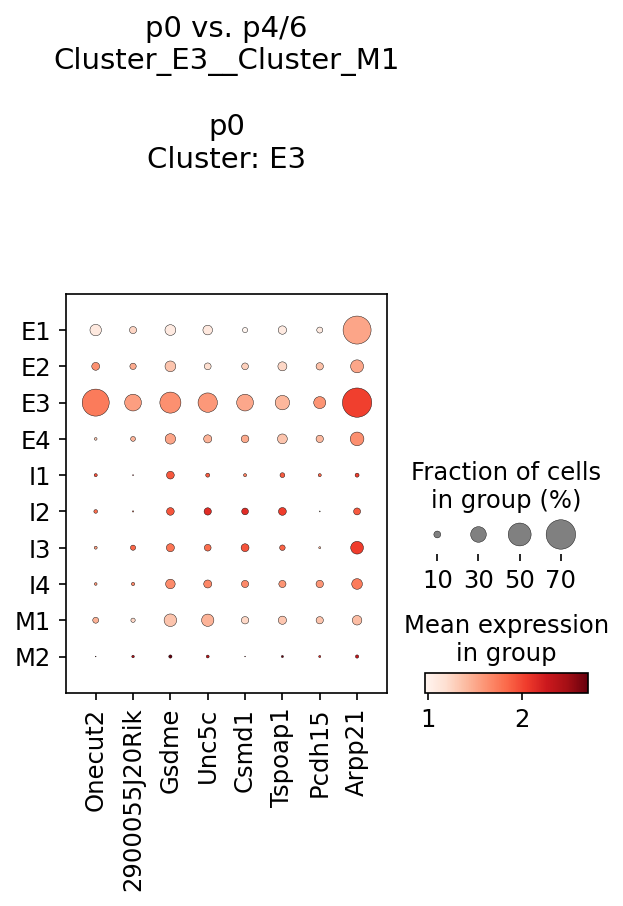 p0 vs. p4/6
Cluster_E3__Cluster_M1
p0
Cluster: E3
E1
E2
E3
E4
I1
I2
I3
I4
M1
M2
Onecut2
2900055J20Rik
Gsdme
Unc5c
Csmd1
Tspoap1
Pcdh15
Arpp21
Fraction of cells
in group (%)
10 30 50 70
Mean expression
in group
1 2